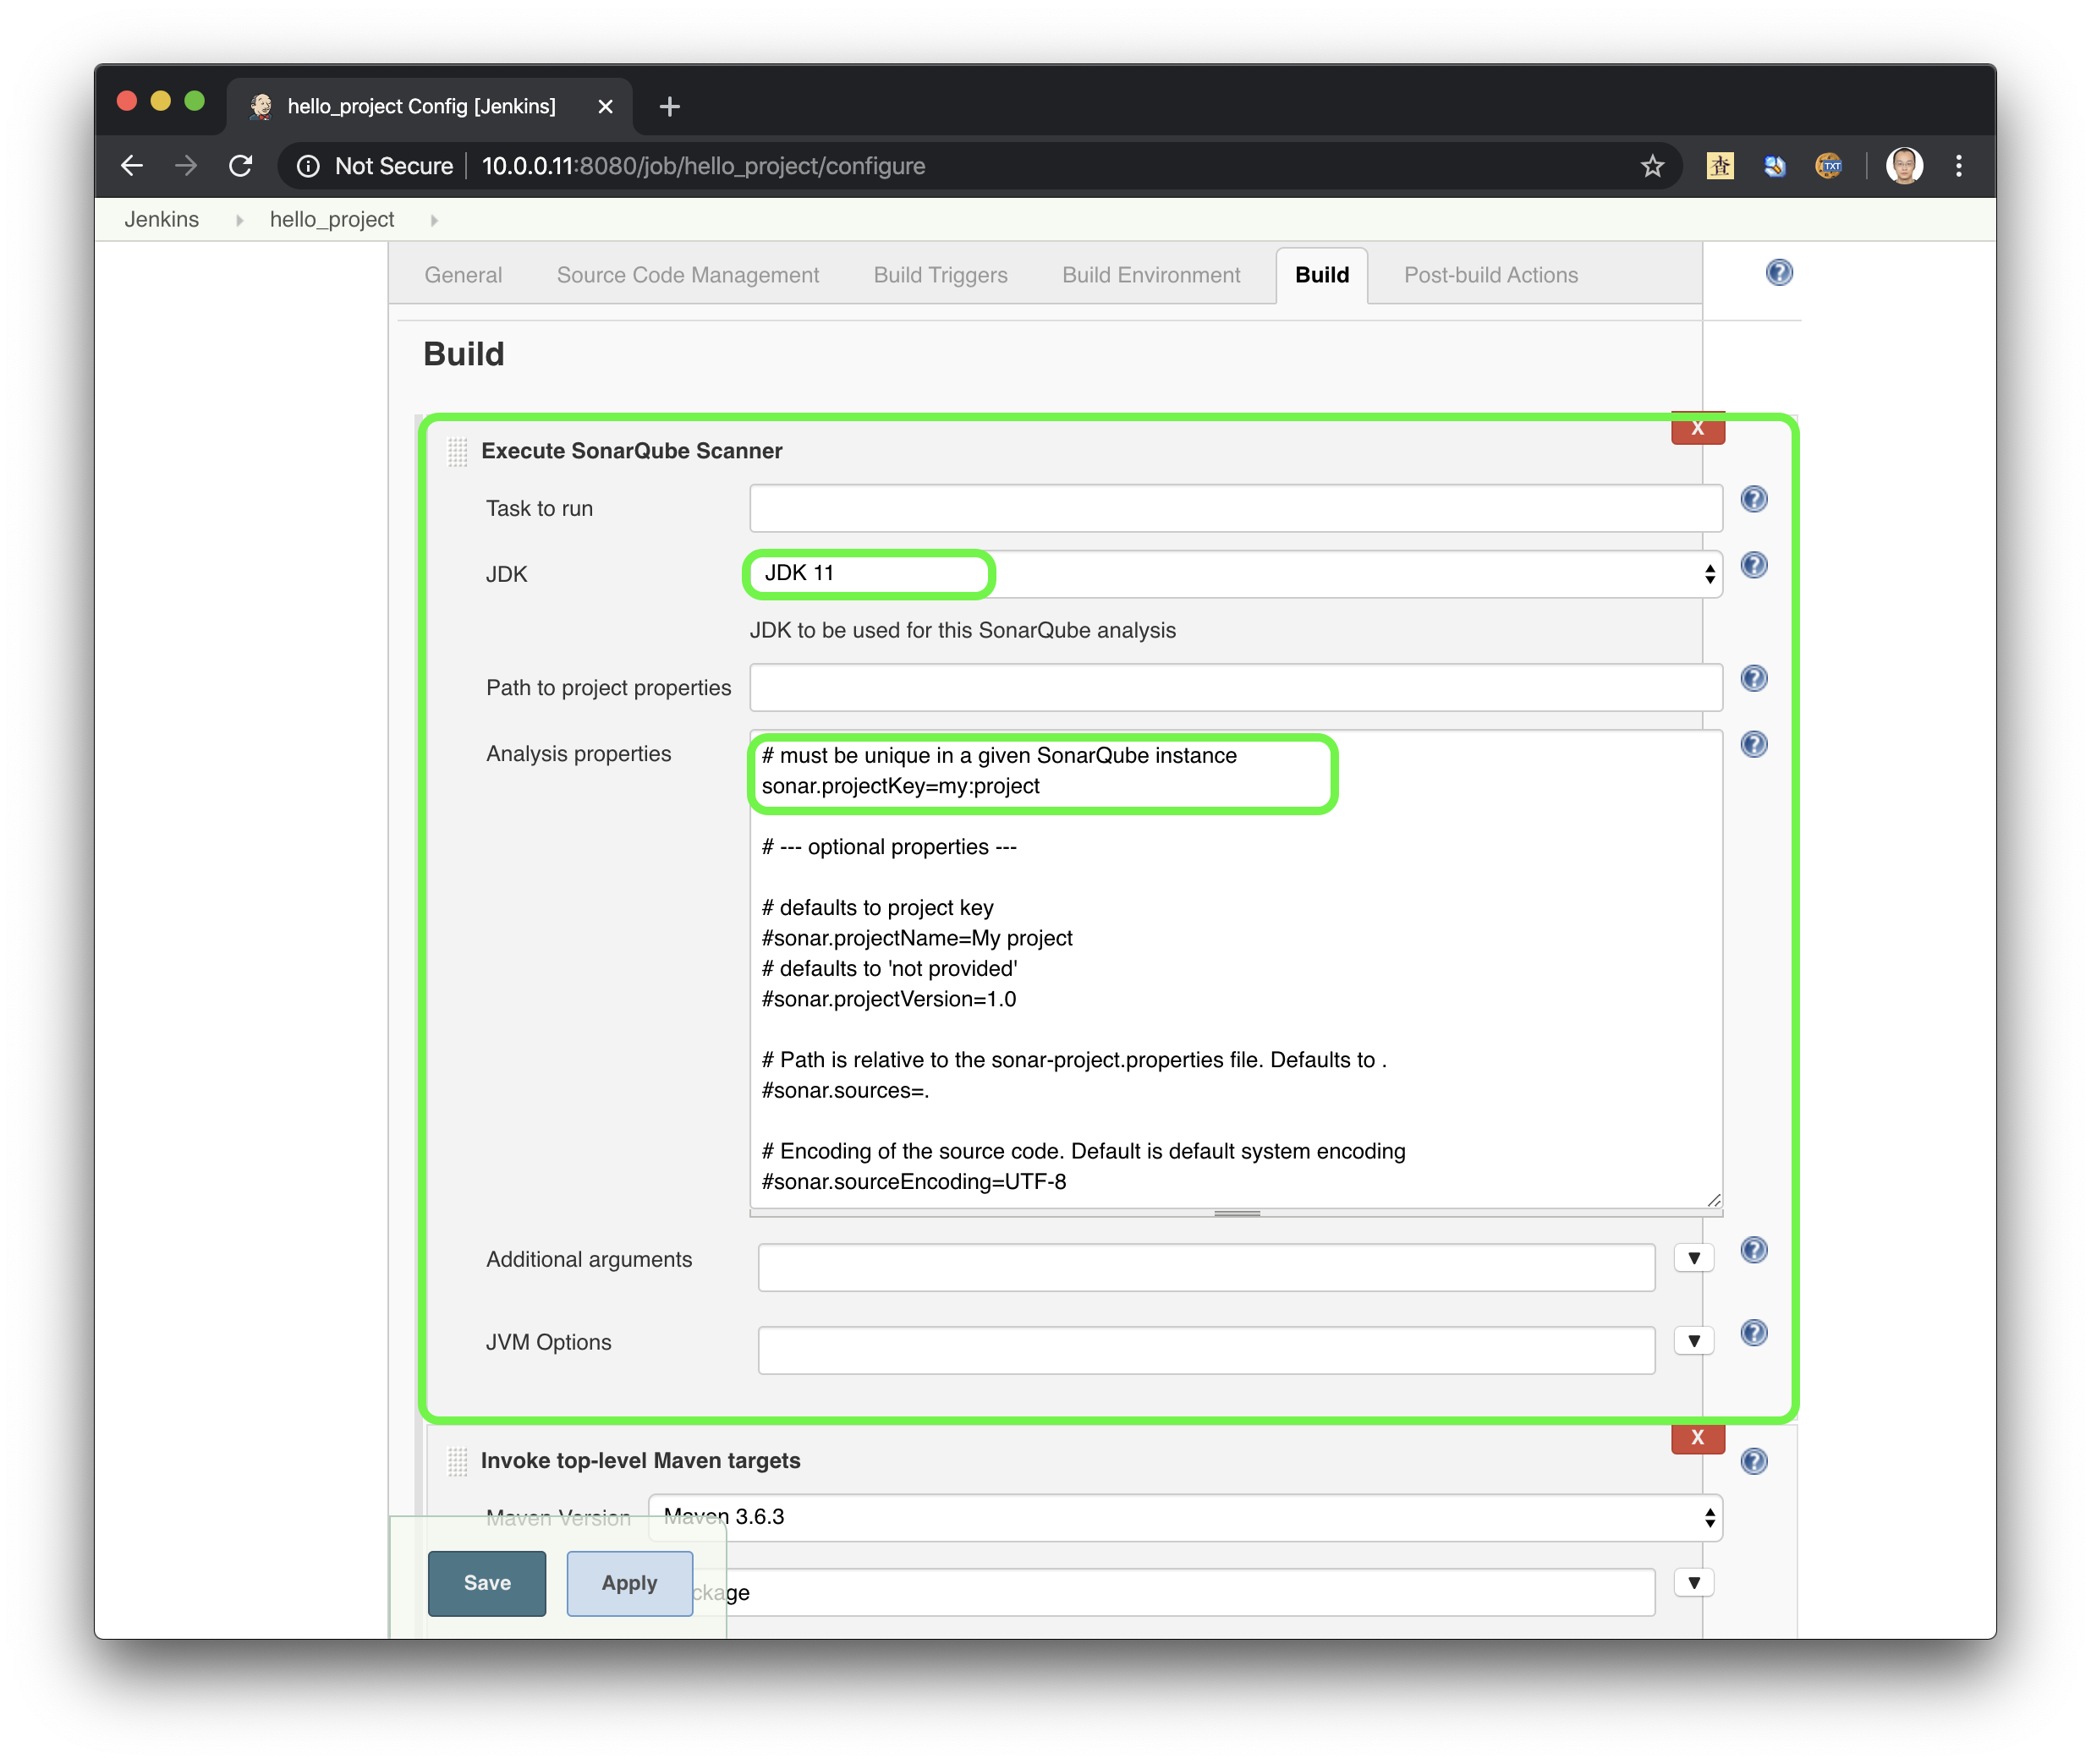 hello_project Config [Jenkins]
Not Secure
10.0.0.11:8080/job/hello_project/configure
查
TXT
Jenkins
hello_project
General
Source Code Management
Build Triggers
Build Environment
Build
Post-build Actions
?
Build
X
Execute SonarQube Scanner
Task to run
?
JDK
JDK 11
?
JDK to be used for this SonarQube analysis
Path to project properties
?
Analysis properties
?
# must be unique in a given SonarQube instance
sonar.projectKey=my:project
# --- optional properties ---
# defaults to project key
#sonar.projectName=My project
# defaults to 'not provided'
#sonar.projectVersion=1.0
# Path is relative to the sonar-project.properties file. Defaults to .
#sonar.sources=.
# Encoding of the source code. Default is default system encoding
#sonar.sourceEncoding=UTF-8
Additional arguments
?
JVM Options
?
X
Invoke top-level Maven targets
?
Maven Version
Maven 3.6.3
Save
Apply
ckage